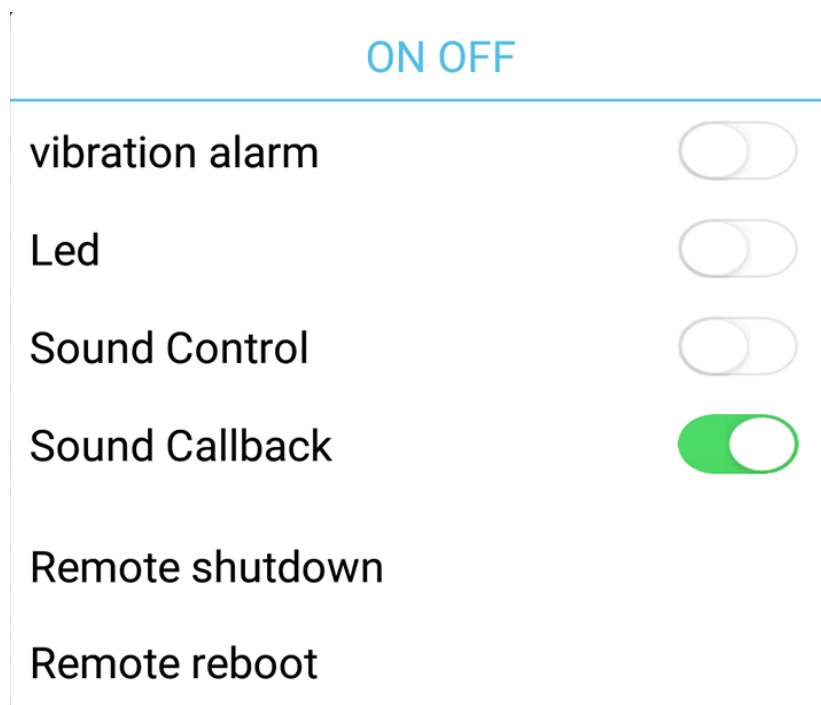 ON OFF
vibration alarm
Led
Sound Control
Sound Callback
Remote shutdown
Remote reboot